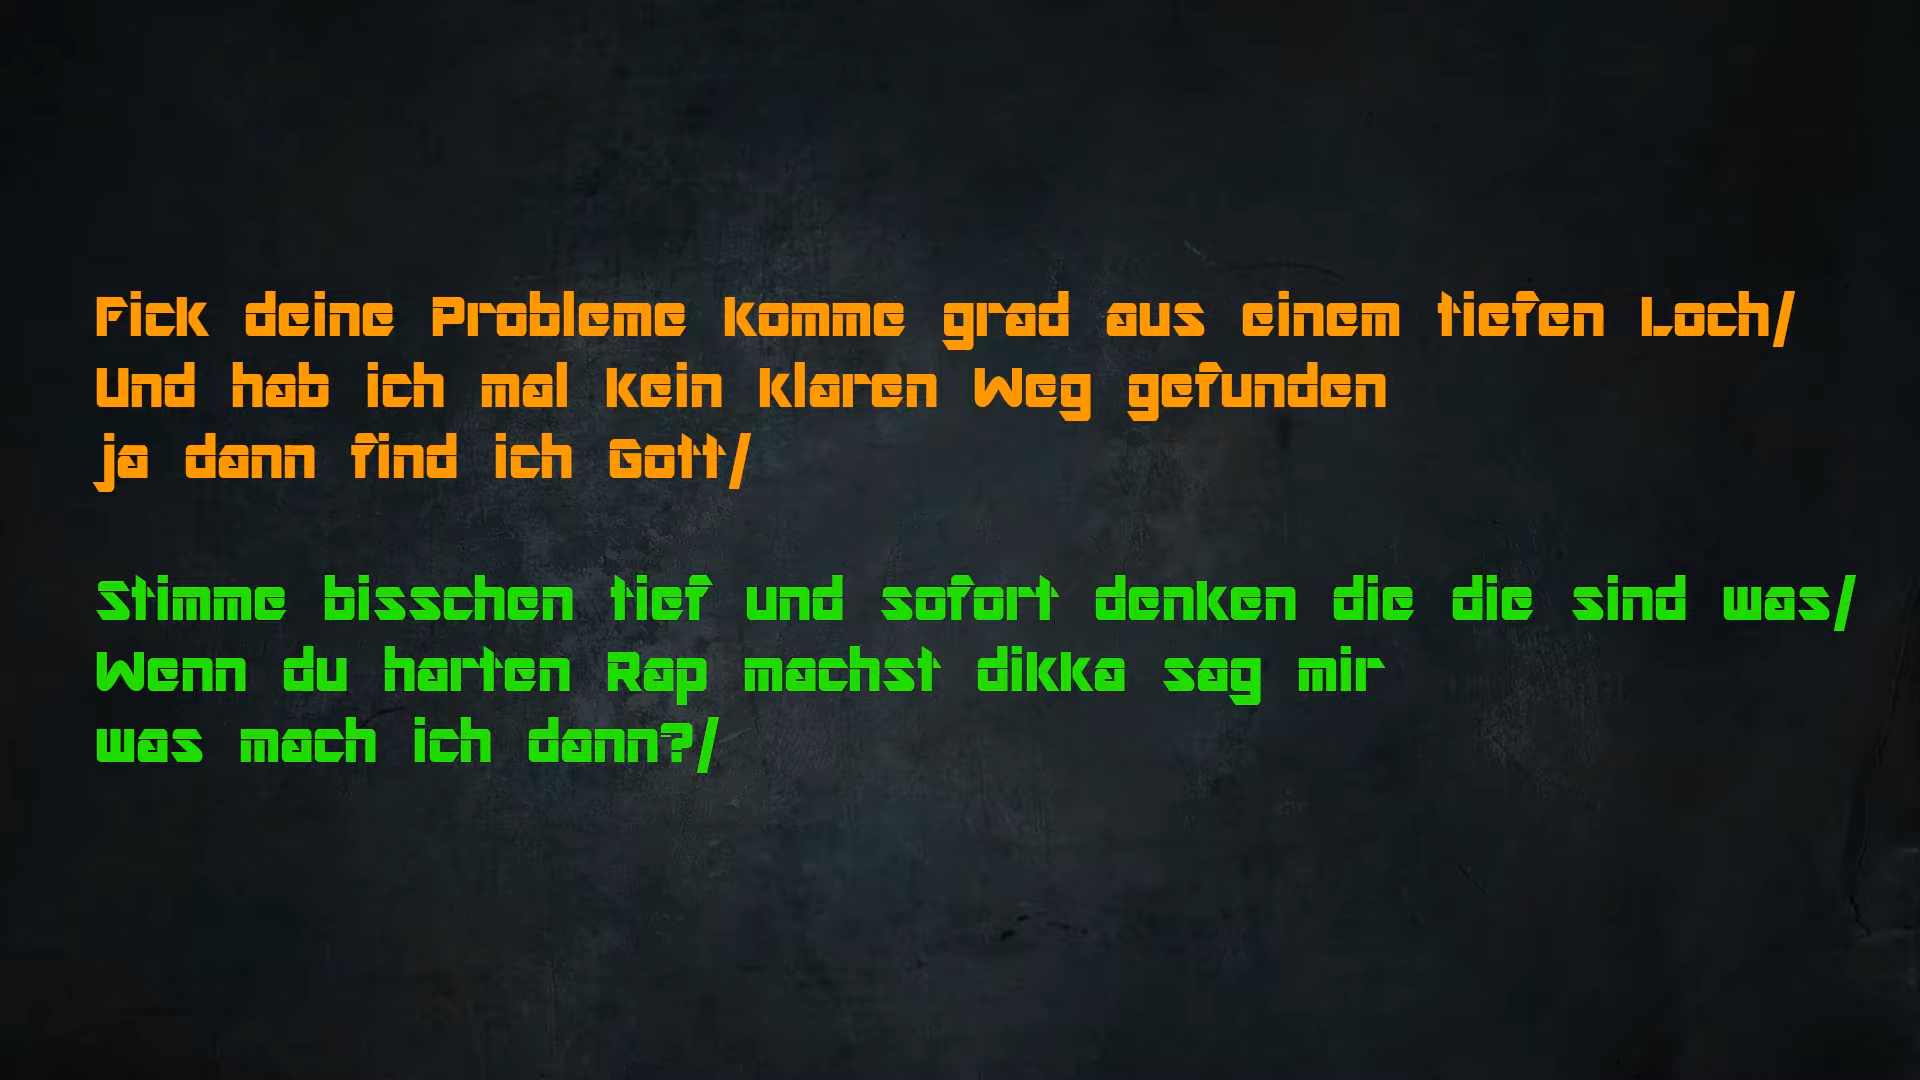 Fick deine Probleme komme grad aus einem tiefen Loch/
Und hab ich mal kein klaren Weg gefunden
ja dann find ich Gott/
Stimme bisschen tief und sofort denken die die sind was/
Wenn du harten Rap machst dikka sag mir
was mach ich dann?/